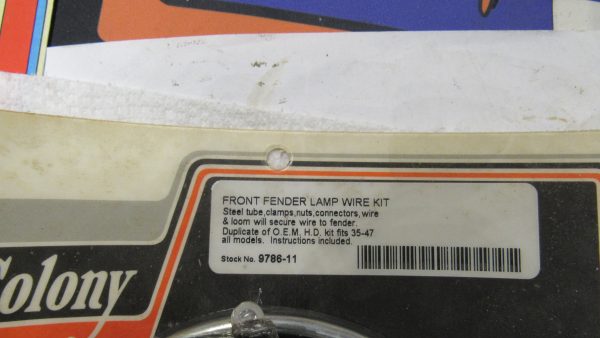 FRONT FENDER LAMP WIRE KIT
Steel tube,clamps,nuts,connectors,wire
& loom will secure wire to fender.
Duplicate of O.E.M. H.D. kit fits 35-47
all models. Instructions included.
Stock No. 9786-11
Colony